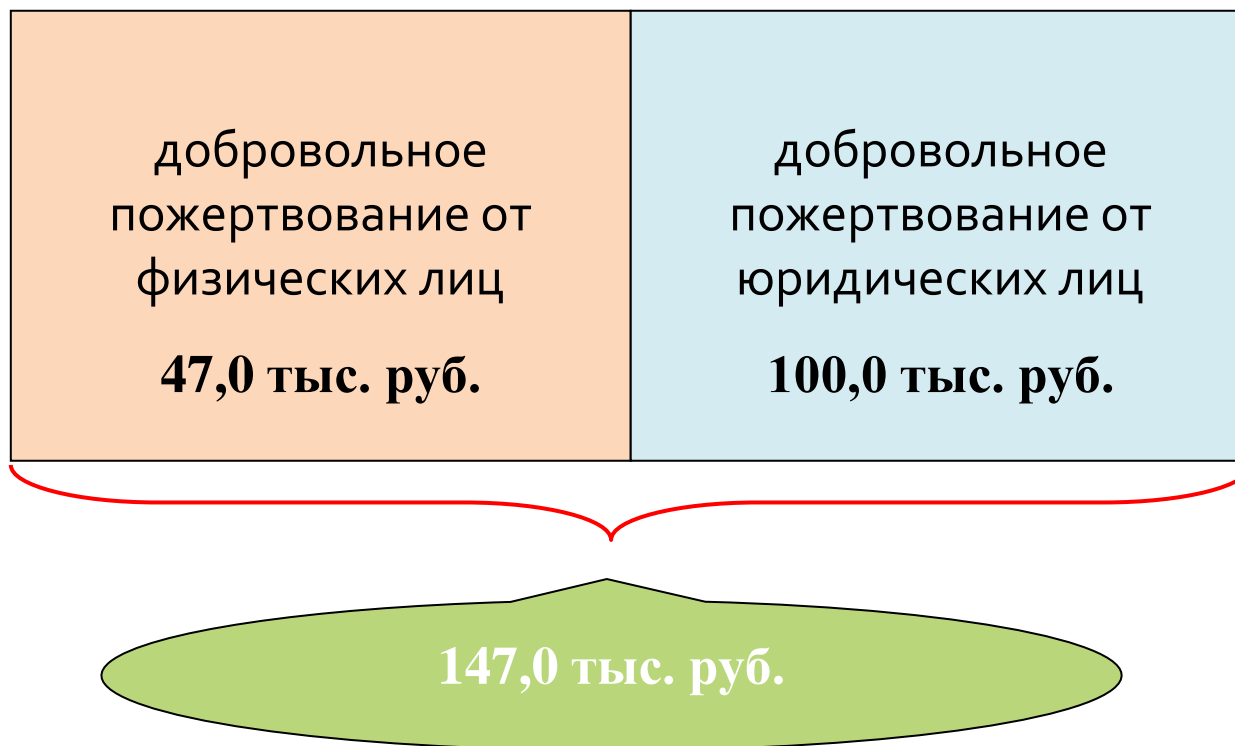 добровольное
пожертвование от
физических лиц
47,0 тыс. руб.
добровольное
пожертвование от
юридических лиц
100,0 тыс. руб.
147,0 тыс. руб.